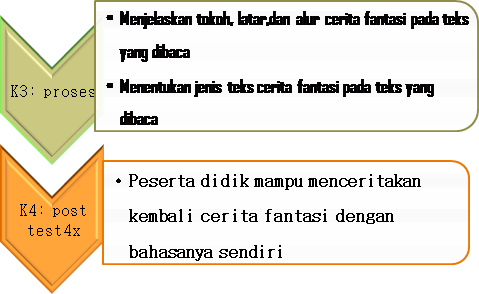 K3: proses
• Menjelaskan tokoh, latar,dan alur cerita fantasi pada teks
yang dibaca
• Menentukan jenis teks cerita fantasi pada teks yang
dibaca
K4: post
test4x
• Peserta didik mampu menceritakan
kembali cerita fantasi dengan
bahasanya sendiri